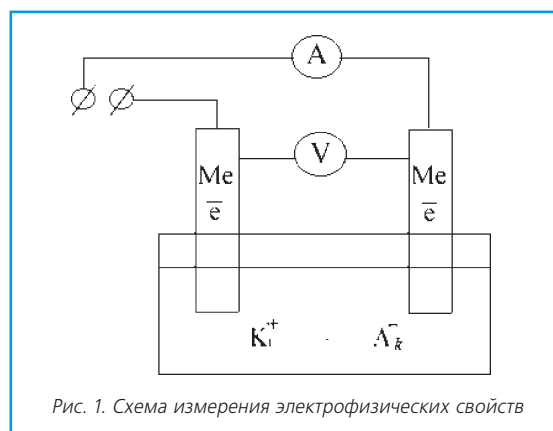 A
V
Me Me
e̅ e̅
K⁺
Рис. 1. Схема измерения электрофизических свойств